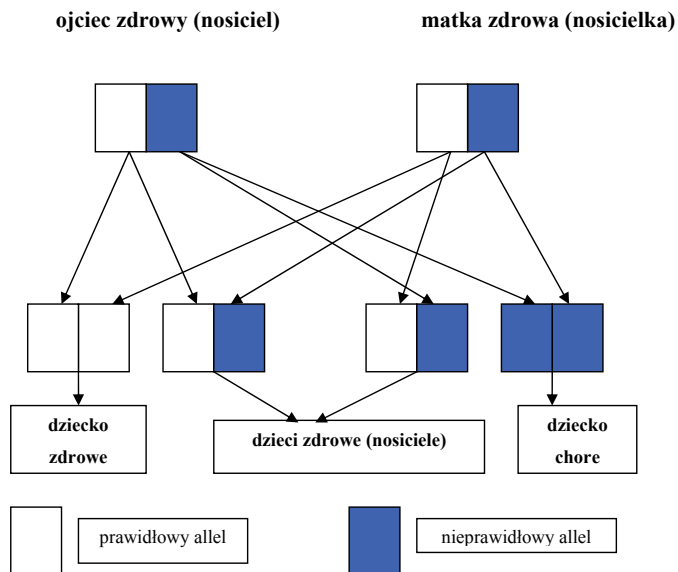 ojciec zdrowy (nosiciel)
matka zdrowa (nosicielka)
dziecko
zdrowe
dzieci zdrowe (nosiciele)
dziecko
chore
prawidłowy allel
nieprawidłowy allel